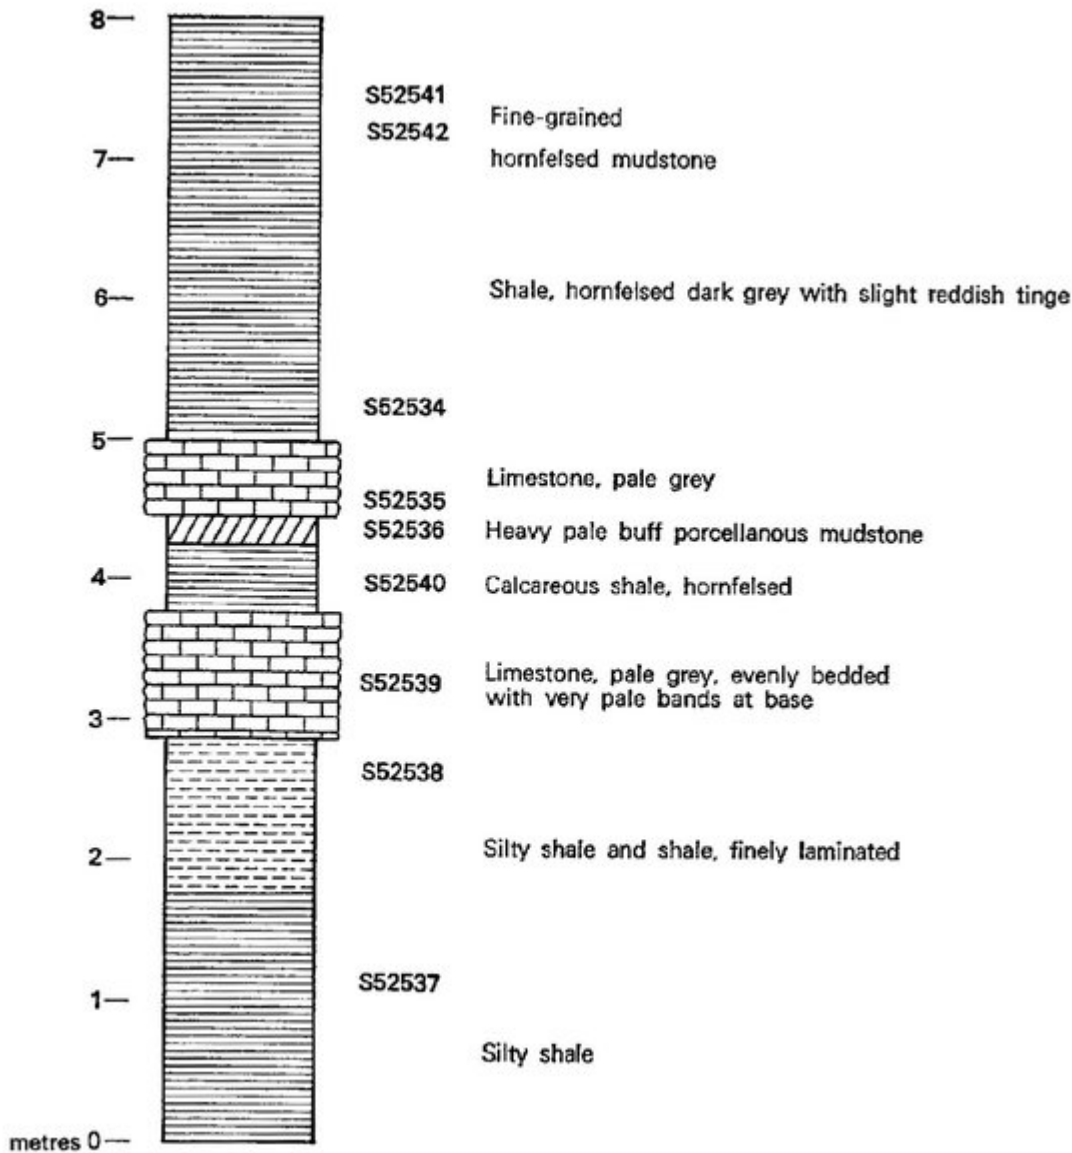 8
S52541
Fine-grained
S52542
7
hornfelsed mudstone
6
Shale, hornfelsed dark grey with slight reddish tinge
S52534
5
Limestone, pale grey
S52535
S52536
Heavy pale buff porcellanous mudstone
4
S52540
Calcareous shale, hornfelsed
S52539
Limestone, pale grey, evenly bedded
with very pale bands at base
3
S52538
2
Silty shale and shale, finely laminated
S52537
1
Silty shale
metres 0